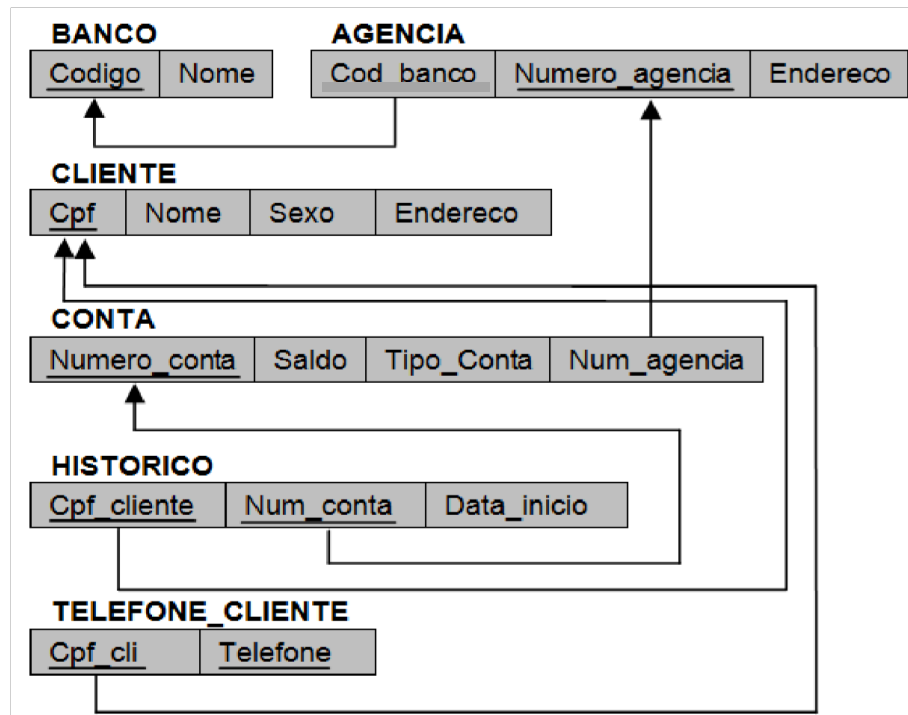 BANCO AGENCIA
Codigo Nome Cod_banco Numero_agencia Endereco
CLIENTE
Cpf Nome Sexo Endereco
CONTA
Numero_conta Saldo Tipo_Conta Num_agencia
HISTORICO
Cpf_cliente Num_conta Data_inicio
TELEFONE_CLIENTE
Cpf_cli Telefone